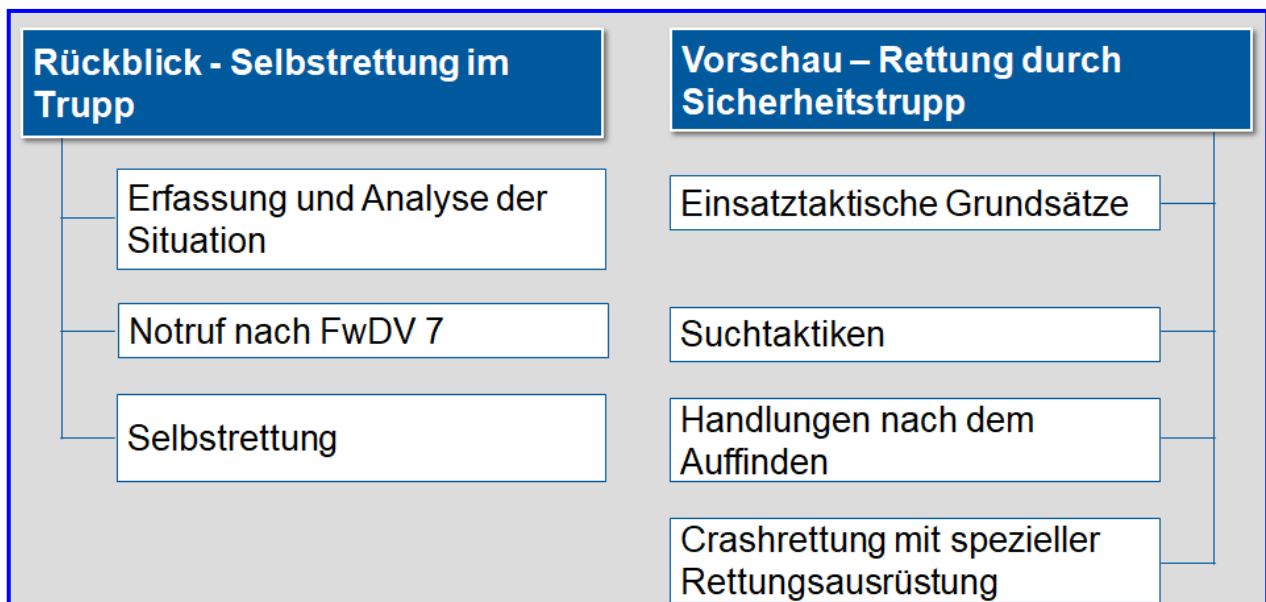 Rückblick - Selbstrettung im
Trupp
Erfassung und Analyse der
Situation
Notruf nach FwDV 7
Selbstrettung
Vorschau – Rettung durch
Sicherheitstrupp
Einsatztaktische Grundsätze
Suchtaktiken
Handlungen nach dem
Auffinden
Crashrettung mit spezieller
Rettungsausrüstung